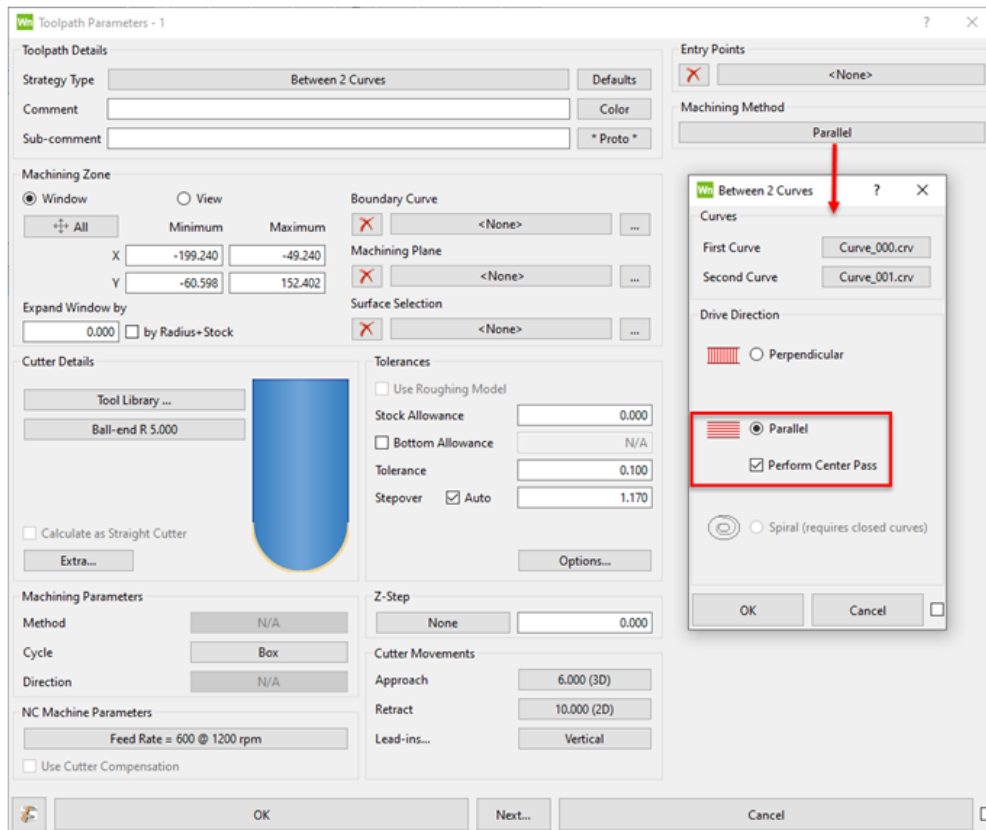 Wn Toolpath Parameters - 1 ? ✕
Toolpath Details
Strategy Type Between 2 Curves Defaults
Comment Color
Sub-comment * Proto *
Entry Points
<None>
Machining Method
Parallel
Machining Zone
Window View
All Minimum Maximum
X -199.240 -49.240
Y -60.598 152.402
Expand Window by
0.000 by Radius+Stock
Boundary Curve
<None> ...
Machining Plane
<None> ...
Surface Selection
<None> ...
Cutter Details
Tool Library ...
Ball-end R 5.000
Calculate as Straight Cutter
Extra...
Tolerances
Use Roughing Model
Stock Allowance 0.000
Bottom Allowance N/A
Tolerance 0.100
Stepover Auto 1.170
Options...
Machining Parameters
Method N/A
Cycle Box
Direction N/A
NC Machine Parameters
Feed Rate = 600 @ 1200 rpm
Use Cutter Compensation
Z-Step
None 0.000
Cutter Movements
Approach 6.000 (3D)
Retract 10.000 (2D)
Lead-ins... Vertical
OK Next... Cancel
Wn Between 2 Curves ? ✕
Curves
First Curve Curve_000.crv
Second Curve Curve_001.crv
Drive Direction
Perpendicular
Parallel
Perform Center Pass
Spiral (requires closed curves)
OK Cancel